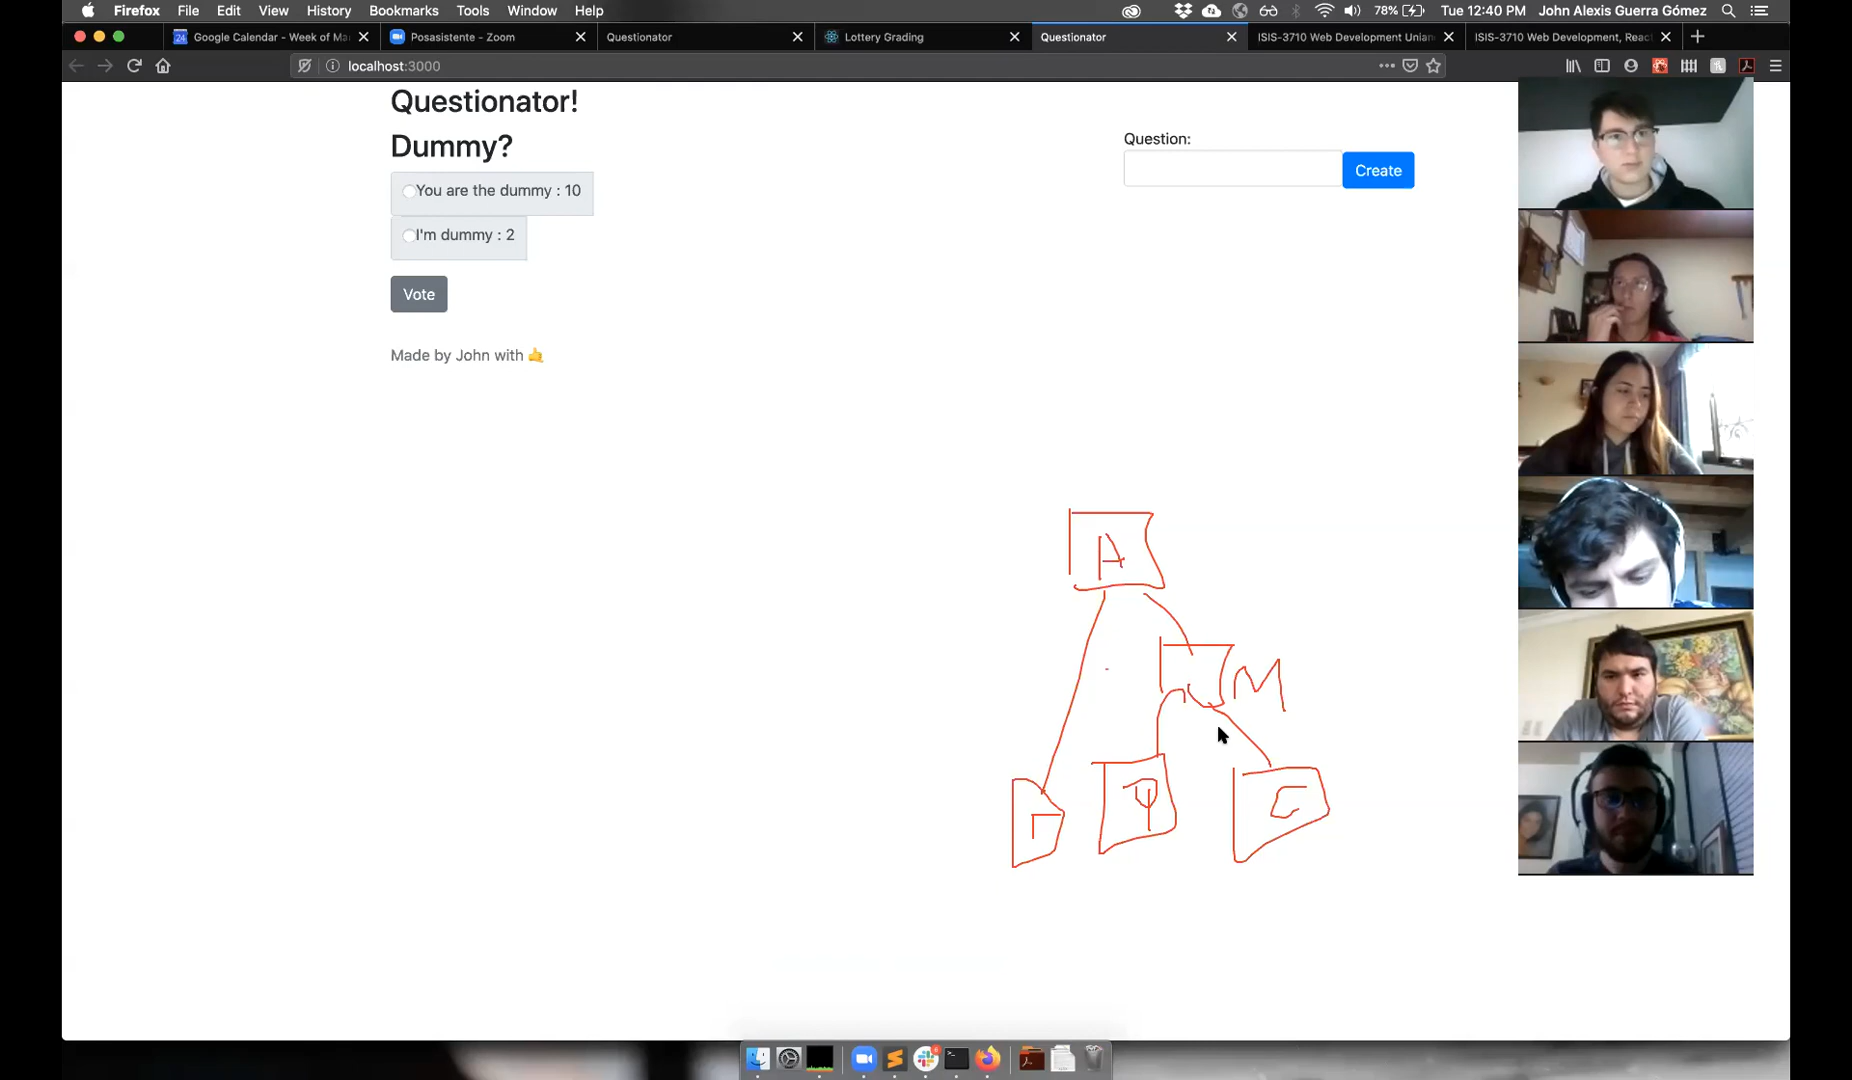 Firefox File Edit View History Bookmarks Tools Window Help 78% Tue 12:40 PM John Alexis Guerra Gómez
24 Google Calendar - Week of Ma Posasistente - Zoom Questionator Lottery Grading Questionator ISIS-3710 Web Development Unian ISIS-3710 Web Development, Reac
localhost:3000
Questionator!
Dummy?
Question:
Create
You are the dummy : 10
I'm dummy : 2
Vote
Made by John with 🤙
A
M
C